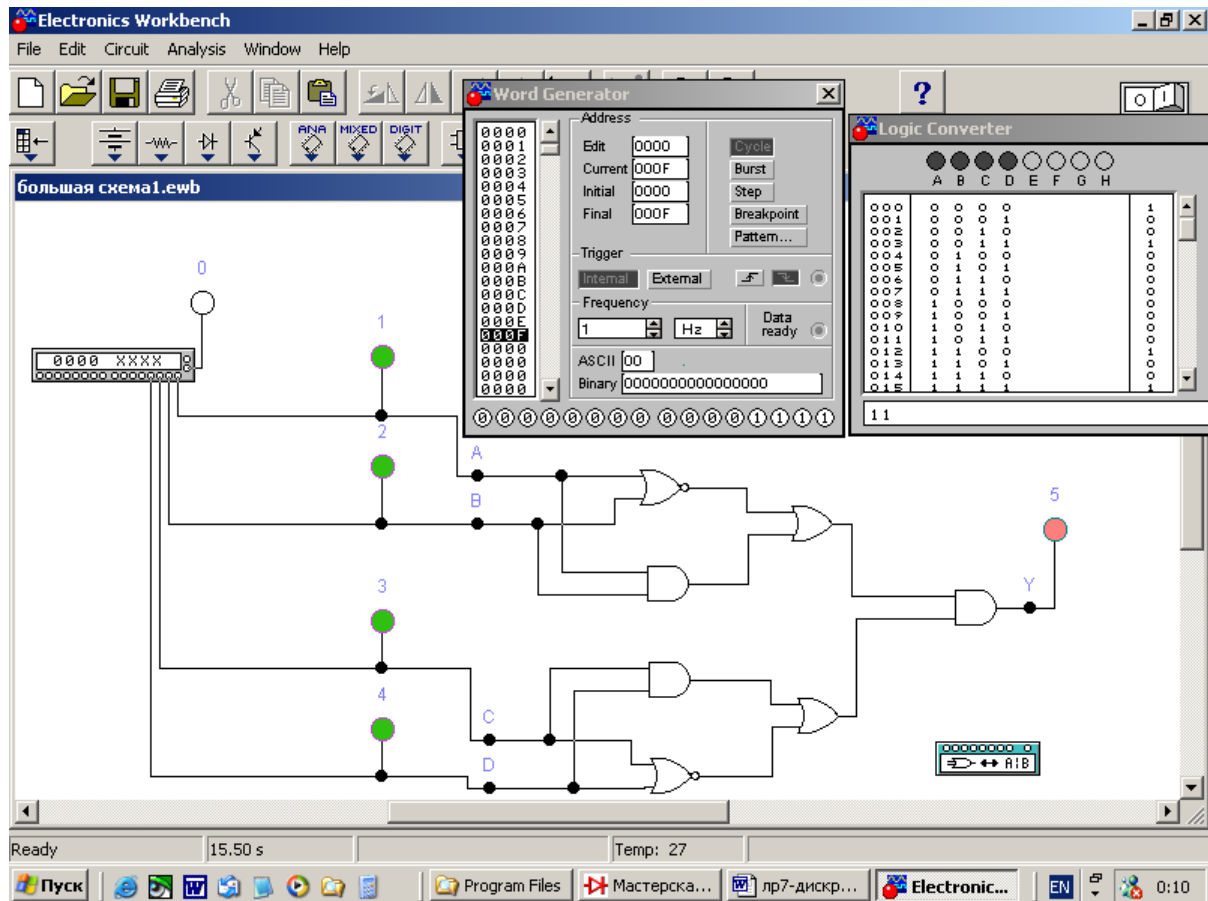 Electronics Workbench
File Edit Circuit Analysis Window Help
?
ANA MIXED DIGIT
большая схема1.ewb
Word Generator
0000
0001
0002
0003
0004
0005
0006
0007
0008
0009
000A
000B
000C
000D
000E
000F
0000
0000
0000
0000
Address
Edit 0000
Current 000F
Initial 0000
Final 000F
Cycle
Burst
Step
Breakpoint
Pattern...
Trigger
Internal External
Frequency
1 Hz
Data ready
ASCII 00
Binary 0000000000000000
0000000000001111
Logic Converter
A B C D E F G H
000 0 0 0 0 1
001 0 0 0 1 0
002 0 0 1 0 0
003 0 0 1 1 1
004 0 1 0 0 0
005 0 1 0 1 0
006 0 1 1 0 0
007 0 1 1 1 0
008 1 0 0 0 0
009 1 0 0 1 0
010 1 0 1 0 0
011 1 0 1 1 0
012 1 1 0 0 1
013 1 1 0 1 0
014 1 1 1 0 0
015 1 1 1 1 1
11
0
0000 XXXX
1
2
A
B
3
4
C
D
5
Y
A|B
Ready 15.50 s Temp: 27
Пуск Program Files Мастерска... лр7-дискр... Electronic... EN 0:10